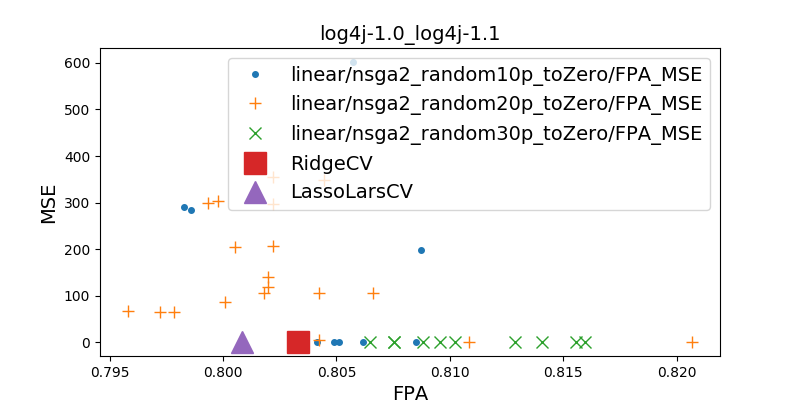 log4j-1.0_log4j-1.1
600
500
400
300
200
100
0
MSE
linear/nsga2_random10p_toZero/FPA_MSE
linear/nsga2_random20p_toZero/FPA_MSE
linear/nsga2_random30p_toZero/FPA_MSE
RidgeCV
LassoLarsCV
0.795 0.800 0.805 0.810 0.815 0.820
FPA